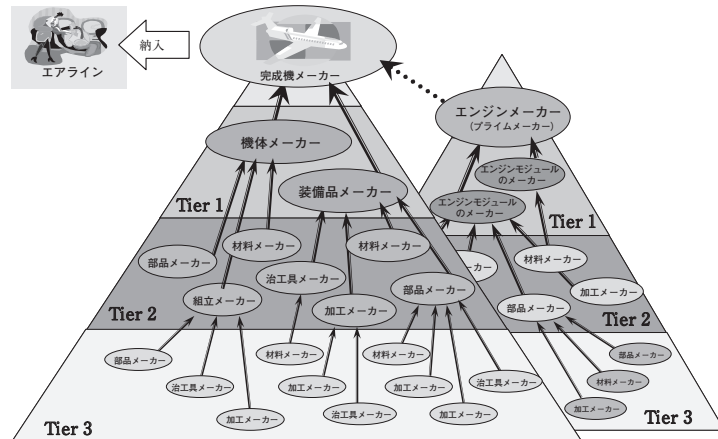 納入
エアライン
完成機メーカー
エンジンメーカー
(プライムメーカー)
機体メーカー
エンジンモジュール
のメーカー
装備品メーカー
エンジンモジュール
のメーカー
Tier 1
Tier 1
部品メーカー
材料メーカー
材料メーカー
ーカー
材料メーカー
治工具メーカー
部品メーカー
加工メーカー
組立メーカー
加工メーカー
部品メーカー
Tier 2
Tier 2
部品メーカー
材料メーカー
材料メーカー
部品メーカー
治工具メーカー
加工メーカー
加工メーカー
治工具メーカー
材料メーカー
加工メーカー
治工具メーカー
加工メーカー
加工メーカー
Tier 3
Tier 3